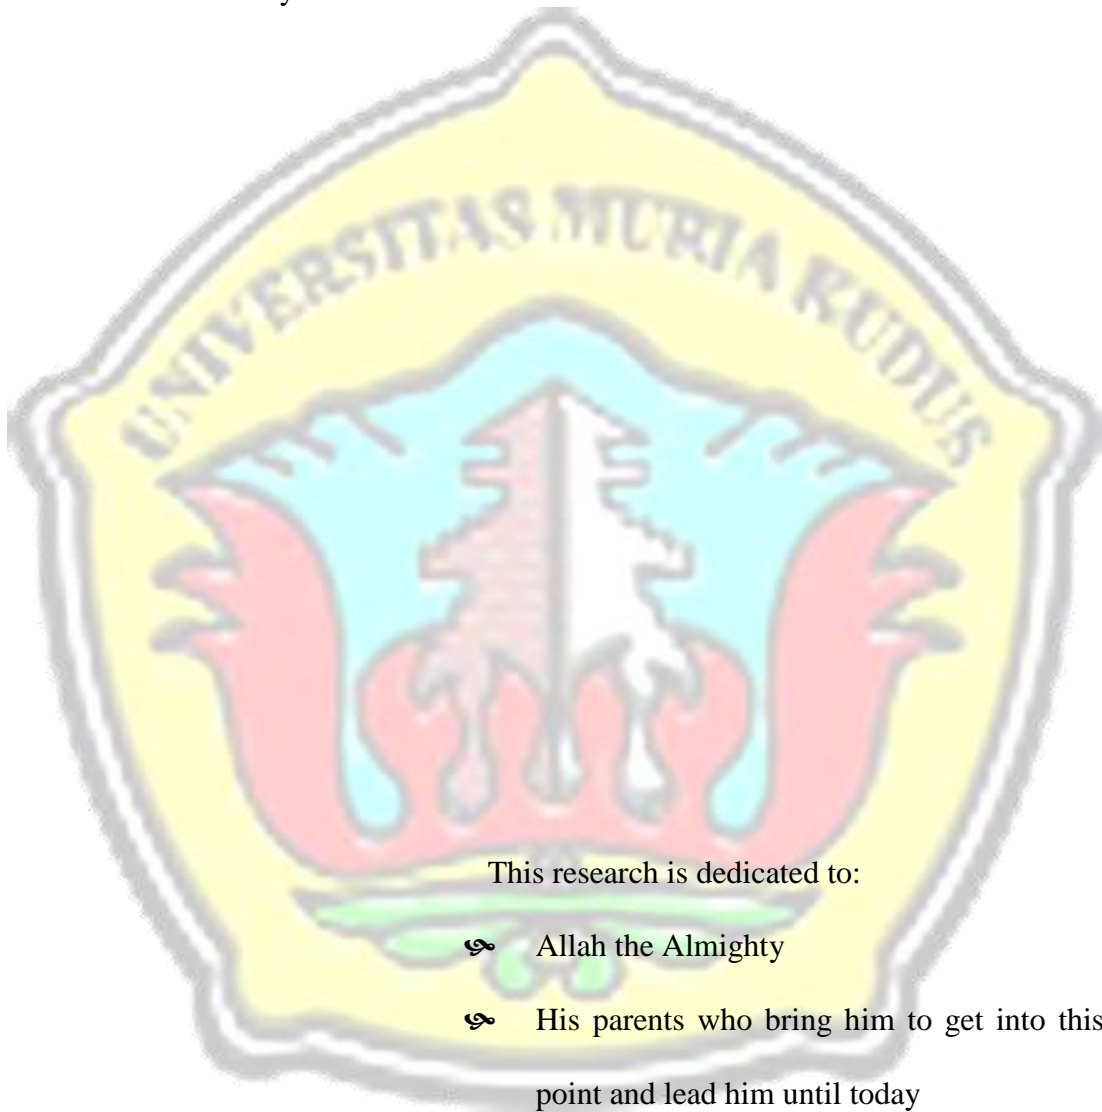 UNIVERSITAS MURIA KUDUS
This research is dedicated to:
Allah the Almighty
His parents who bring him to get into this
point and lead him until today